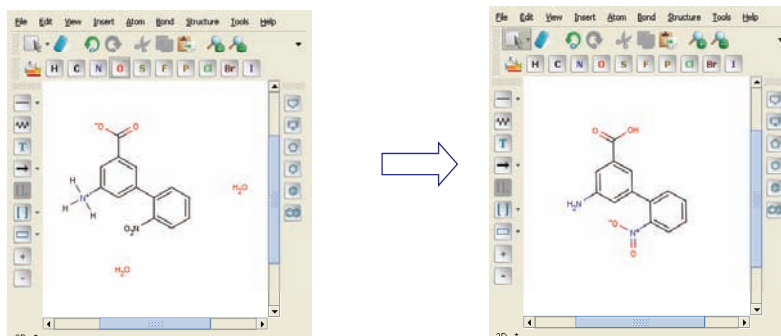 File Edit View Insert Atom Bond Structure Tools Help
H C N O S F P Cl Br I
T
⁻O O
H N⁺ H
H
O₂N
H₂O
H₂O
File Edit View Insert Atom Bond Structure Tools Help
H C N O S F P Cl Br I
T
O OH
H₂N
⁻O N⁺
O